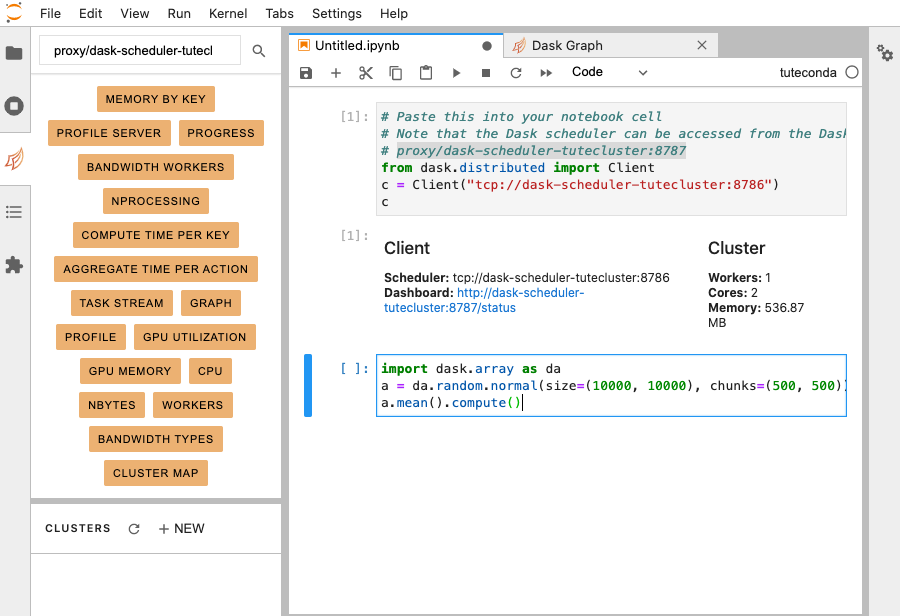 File Edit View Run Kernel Tabs Settings Help
proxy/dask-scheduler-tutecl
MEMORY BY KEY
PROFILE SERVER PROGRESS
BANDWIDTH WORKERS
NPROCESSING
COMPUTE TIME PER KEY
AGGREGATE TIME PER ACTION
TASK STREAM GRAPH
PROFILE GPU UTILIZATION
GPU MEMORY CPU
NBYTES WORKERS
BANDWIDTH TYPES
CLUSTER MAP
CLUSTERS + NEW
Untitled.ipynb Dask Graph
Code tuteconda
[1]: # Paste this into your notebook cell
# Note that the Dask scheduler can be accessed from the Dask
# proxy/dask-scheduler-tutecluster:8787
from dask.distributed import Client
c = Client("tcp://dask-scheduler-tutecluster:8786")
c
[1]: Client Cluster
Scheduler: tcp://dask-scheduler-tutecluster:8786 Workers: 1
Dashboard: http://dask-scheduler- Cores: 2
tutecluster:8787/status Memory: 536.87
MB
[ ]: import dask.array as da
a = da.random.normal(size=(10000, 10000), chunks=(500, 500))
a.mean().compute()